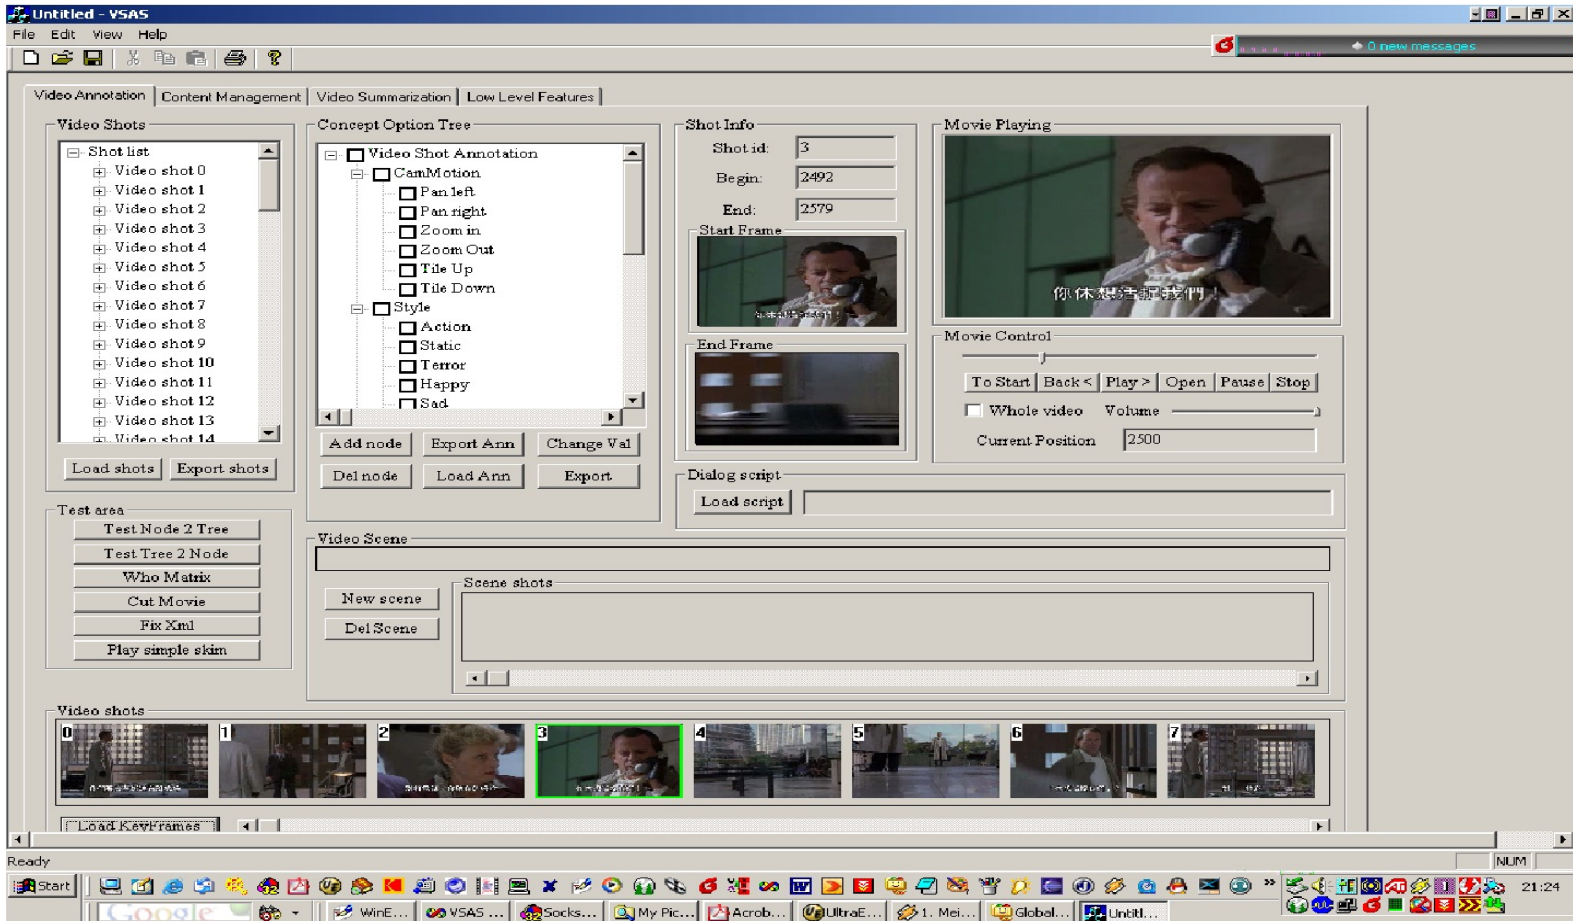 Untitled - VSAS
File Edit View Help
0 new messages
Video Annotation Content Management Video Summarization Low Level Features
Video Shots
Shot list
Video shot 0
Video shot 1
Video shot 2
Video shot 3
Video shot 4
Video shot 5
Video shot 6
Video shot 7
Video shot 8
Video shot 9
Video shot 10
Video shot 11
Video shot 12
Video shot 13
Video shot 14
Load shots Export shots
Concept Option Tree
Video Shot Annotation
CamMotion
Pan left
Pan right
Zoom in
Zoom Out
Tile Up
Tile Down
Style
Action
Static
Terror
Happy
Sad
Add node Export Ann Change Val
Del node Load Ann Export
Shot Info
Shot id: 3
Begin: 2492
End: 2579
Start Frame
End Frame
Movie Playing
你休想活記我們！
Movie Control
To Start Back < Play > Open Pause Stop
Whole video Volume
Current Position 2500
Dialog script
Load script
Test area
Test Node 2 Tree
Test Tree 2 Node
Who Matrix
Cut Movie
Fix Xml
Play simple skim
Video Scene
New scene
Del Scene
Scene shots
Video shots
0 1 2 3 4 5 6 7
Load KeyFrames
Ready
NUM
Start
21:24
Google
WinE... VSAS ... Socks... My Pic... Acrob... UltraE... 1. Mei... Global... Untitl...